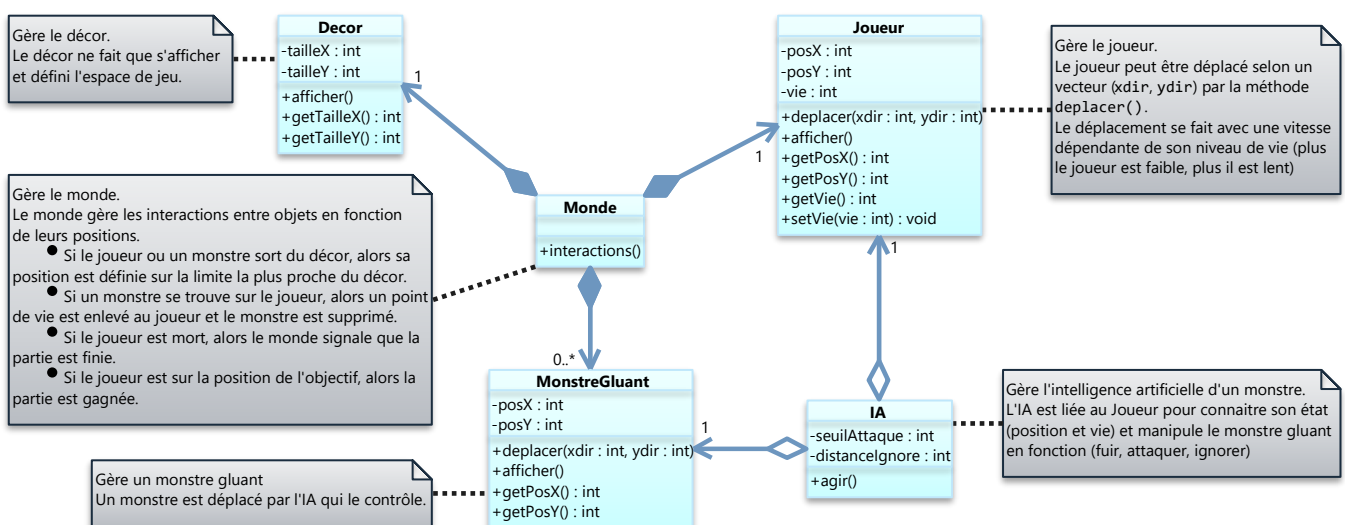 Gère le décor.
Le décor ne fait que s'afficher
et défini l'espace de jeu.
Decor
-tailleX : int
-tailleY : int
+afficher()
+getTailleX() : int
+getTailleY() : int
1
Joueur
-posX : int
-posY : int
-vie : int
+deplacer(xdir : int, ydir : int)
+afficher()
+getPosX() : int
+getPosY() : int
+getVie() : int
+setVie(vie : int) : void
1
1
Gère le joueur.
Le joueur peut être déplacé selon un
vecteur (xdir, ydir) par la méthode
deplacer().
Le déplacement se fait avec une vitesse
dépendante de son niveau de vie (plus
le joueur est faible, plus il est lent)
Gère le monde.
Le monde gère les interactions entre objets en fonction
de leurs positions.
● Si le joueur ou un monstre sort du décor, alors sa
position est définie sur la limite la plus proche du décor.
● Si un monstre se trouve sur le joueur, alors un point
de vie est enlevé au joueur et le monstre est supprimé.
● Si le joueur est mort, alors le monde signale que la
partie est finie.
● Si le joueur est sur la position de l'objectif, alors la
partie est gagnée.
Monde
+interactions()
0..*
MonstreGluant
-posX : int
-posY : int
+deplacer(xdir : int, ydir : int)
+afficher()
+getPosX() : int
+getPosY() : int
1
IA
-seuilAttaque : int
-distanceIgnore : int
+agir()
Gère l'intelligence artificielle d'un monstre.
L'IA est liée au Joueur pour connaitre son état
(position et vie) et manipule le monstre gluant
en fonction (fuir, attaquer, ignorer)
Gère un monstre gluant
Un monstre est déplacé par l'IA qui le contrôle.